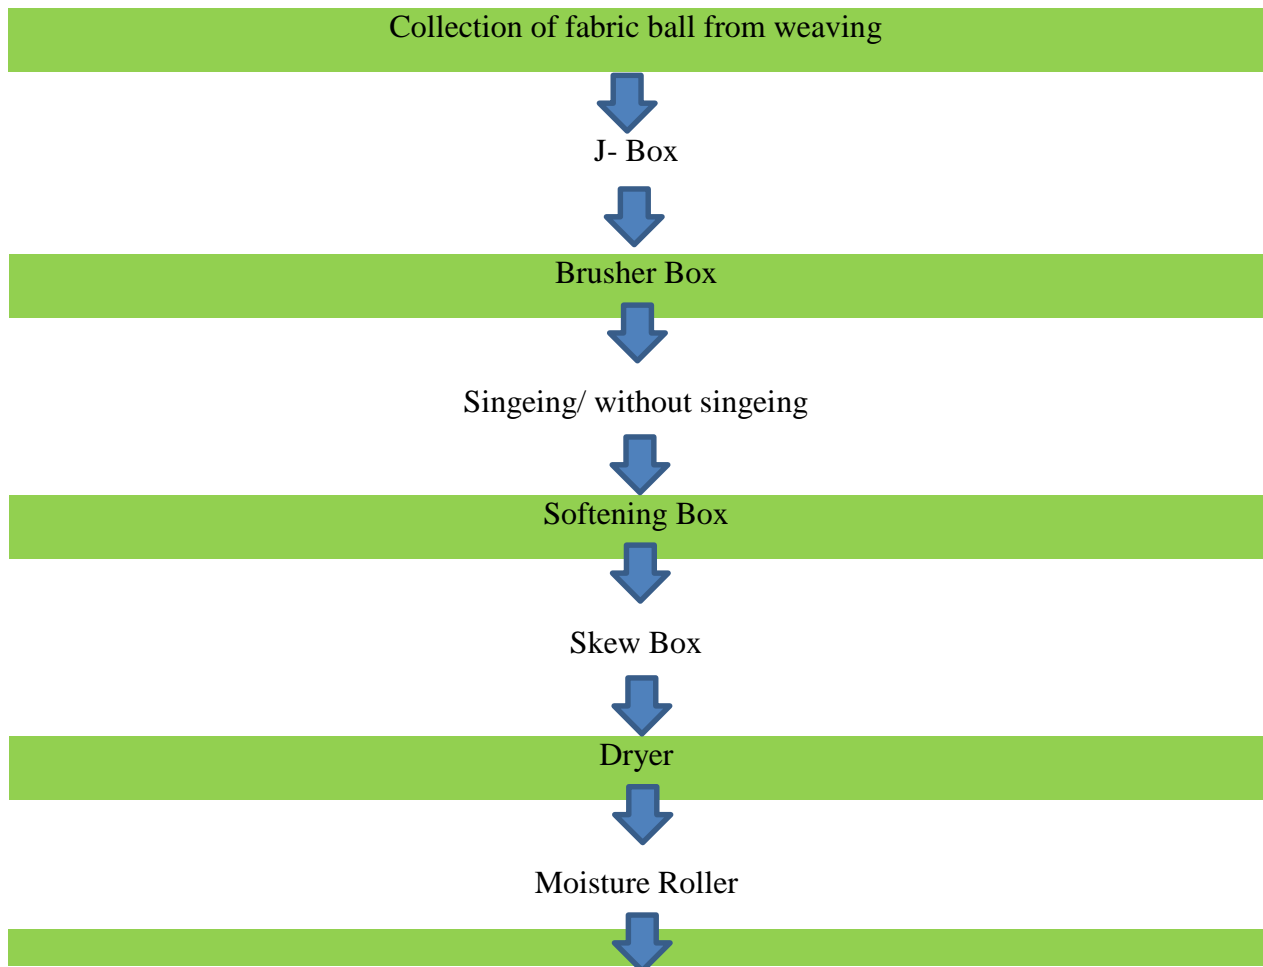 Collection of fabric ball from weaving
J- Box
Brusher Box
Singeing/ without singeing
Softening Box
Skew Box
Dryer
Moisture Roller